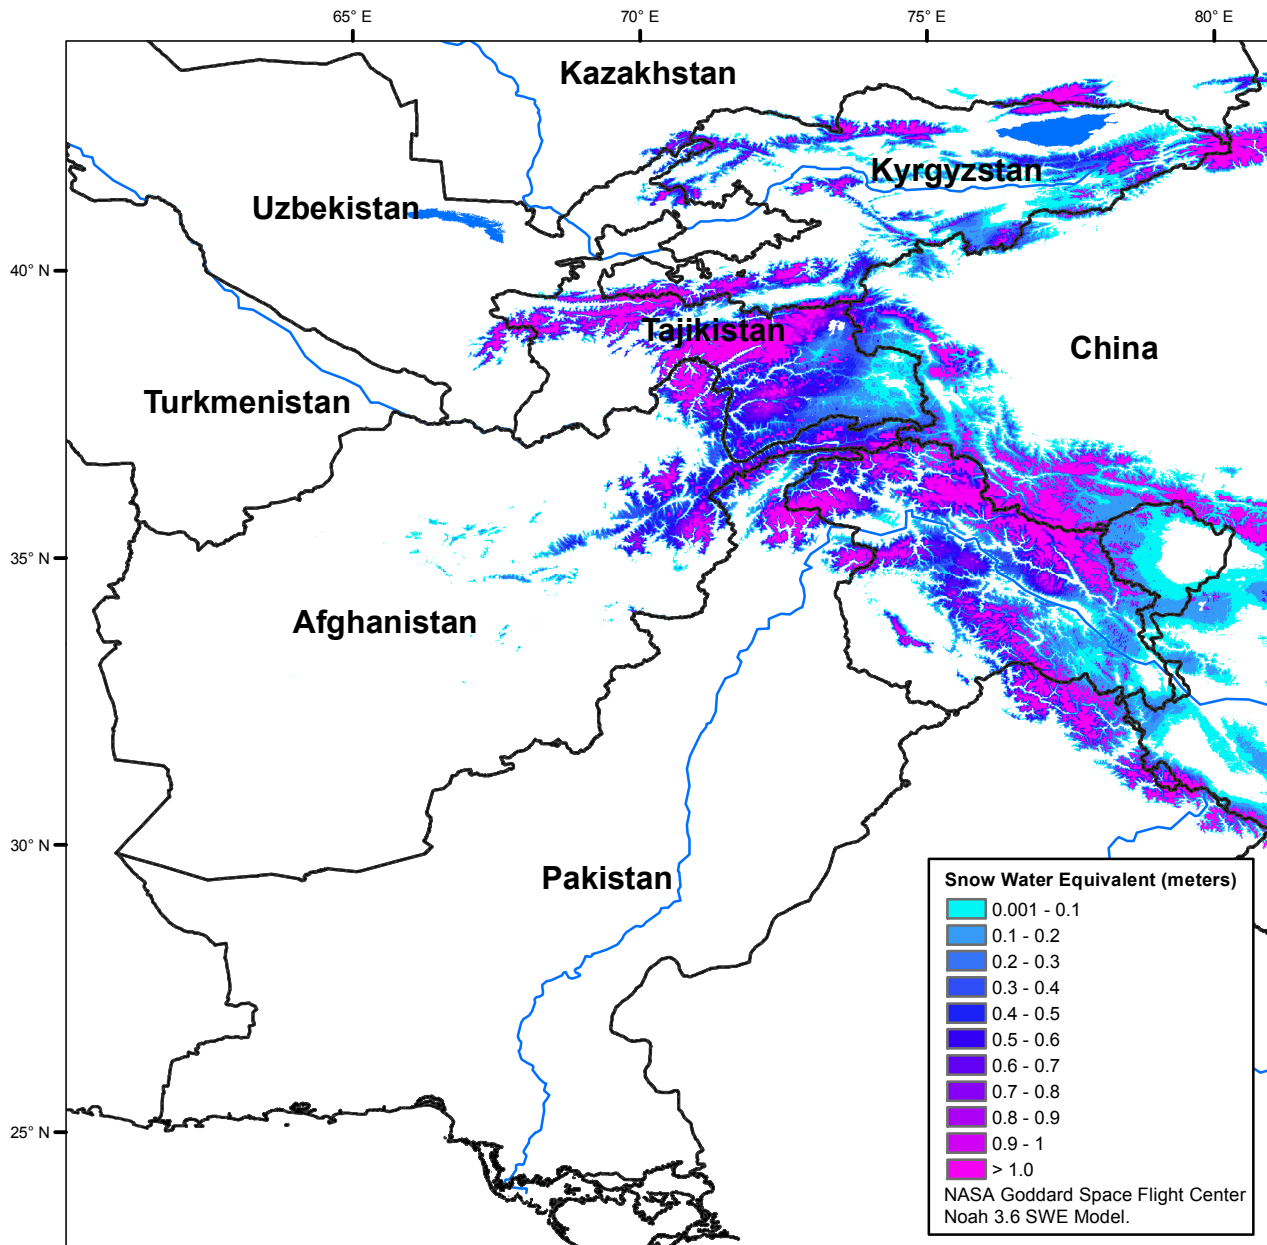 65° E
70° E
75° E
80° E
Kazakhstan
Kyrgyzstan
Uzbekistan
40° N
Tajikistan
China
Turkmenistan
35° N
Afghanistan
30° N
Pakistan
25° N
Snow Water Equivalent (meters)
0.001 - 0.1
0.1 - 0.2
0.2 - 0.3
0.3 - 0.4
0.4 - 0.5
0.5 - 0.6
0.6 - 0.7
0.7 - 0.8
0.8 - 0.9
0.9 - 1
> 1.0
NASA Goddard Space Flight Center
Noah 3.6 SWE Model.